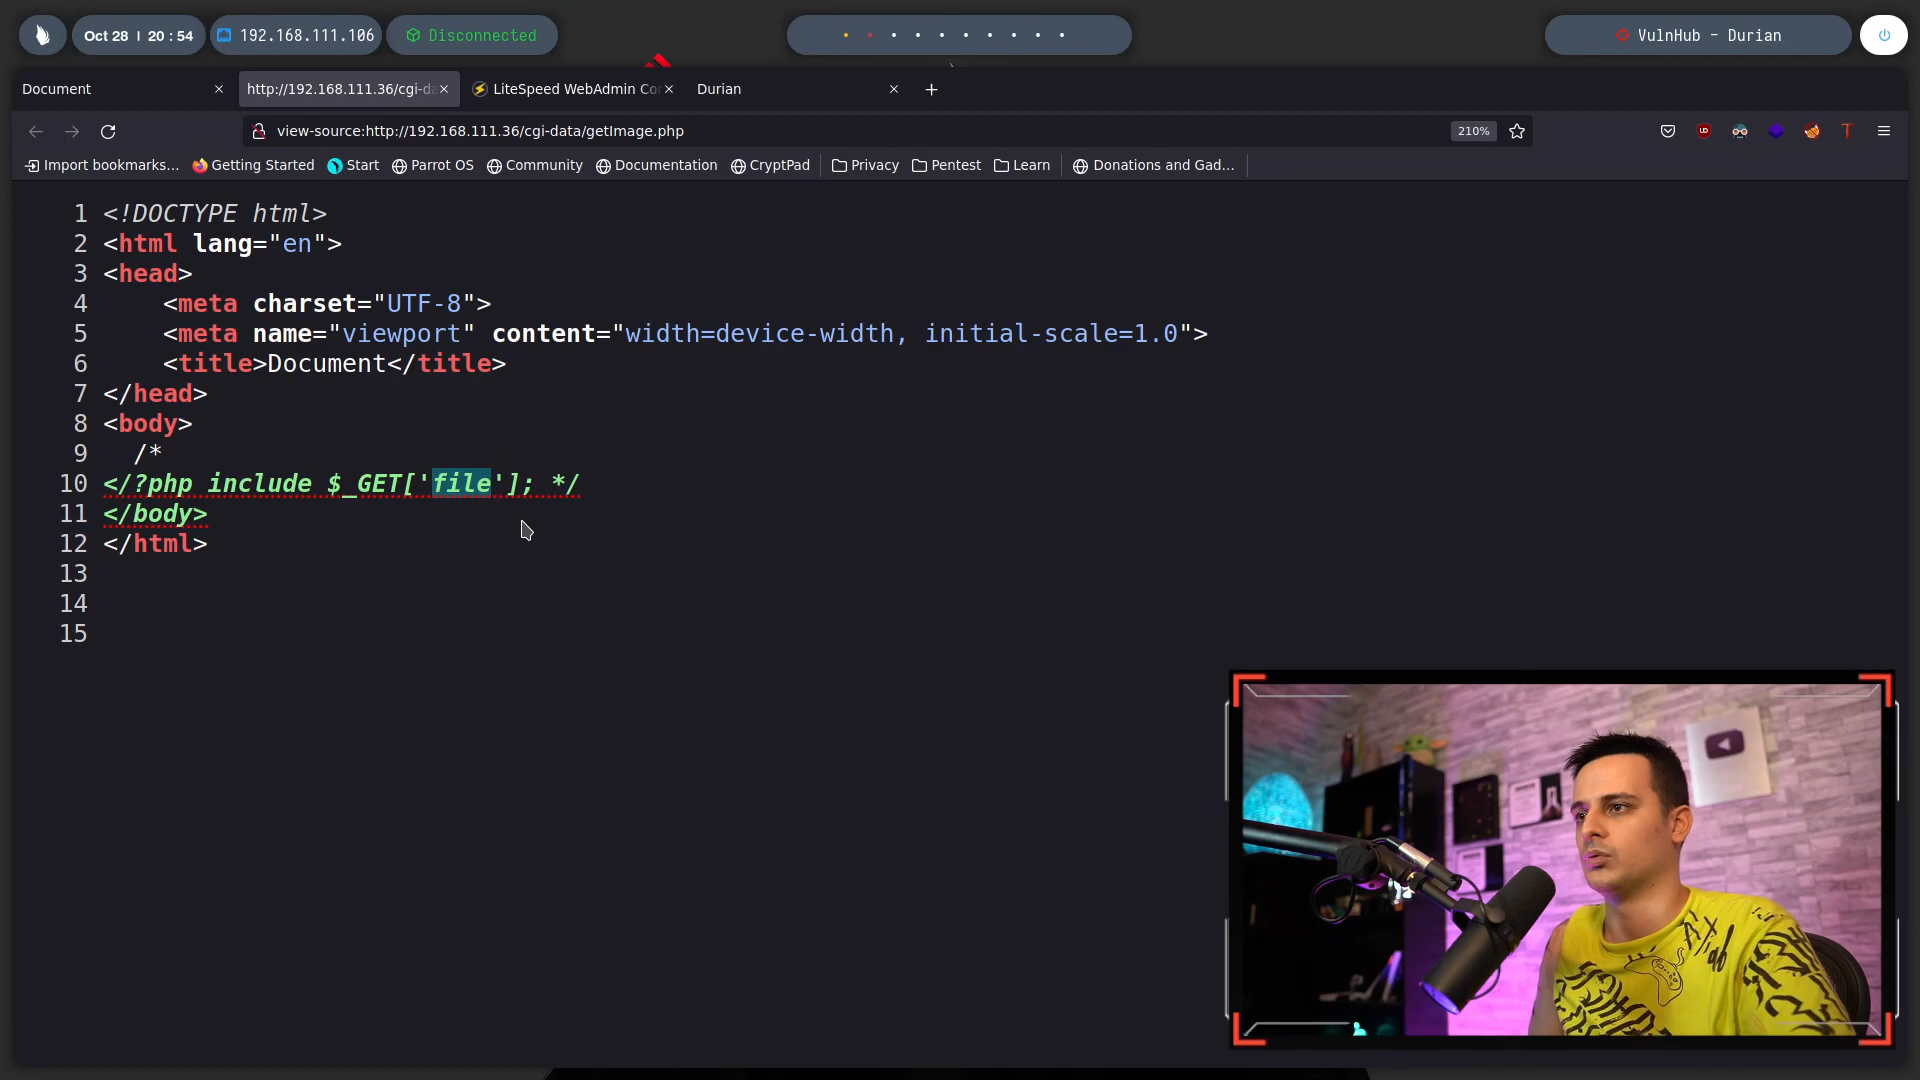 Oct 28 | 20 : 54
192.168.111.106
Disconnected
VulnHub - Durian
Document
http://192.168.111.36/cgi-da
LiteSpeed WebAdmin Co
Durian
view-source:http://192.168.111.36/cgi-data/getImage.php
210%
Import bookmarks...
Getting Started
Start
Parrot OS
Community
Documentation
CryptPad
Privacy
Pentest
Learn
Donations and Gad...
1 <!DOCTYPE html>
2 <html lang="en">
3 <head>
4     <meta charset="UTF-8">
5     <meta name="viewport" content="width=device-width, initial-scale=1.0">
6     <title>Document</title>
7 </head>
8 <body>
9   /*
10 </?php include $_GET['file']; */
11 </body>
12 </html>
13
14
15